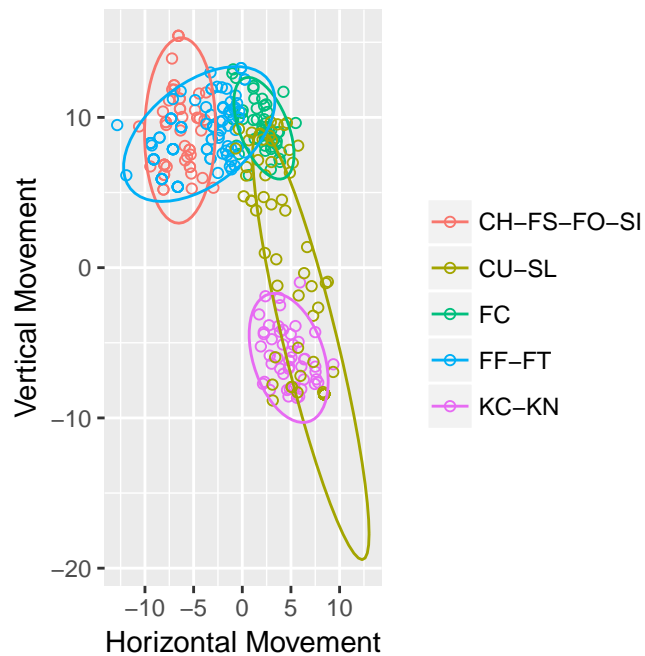 Vertical Movement
10
0
−10
−20
−10 −5 0 5 10
Horizontal Movement
CH−FS−FO−SI
CU−SL
FC
FF−FT
KC−KN